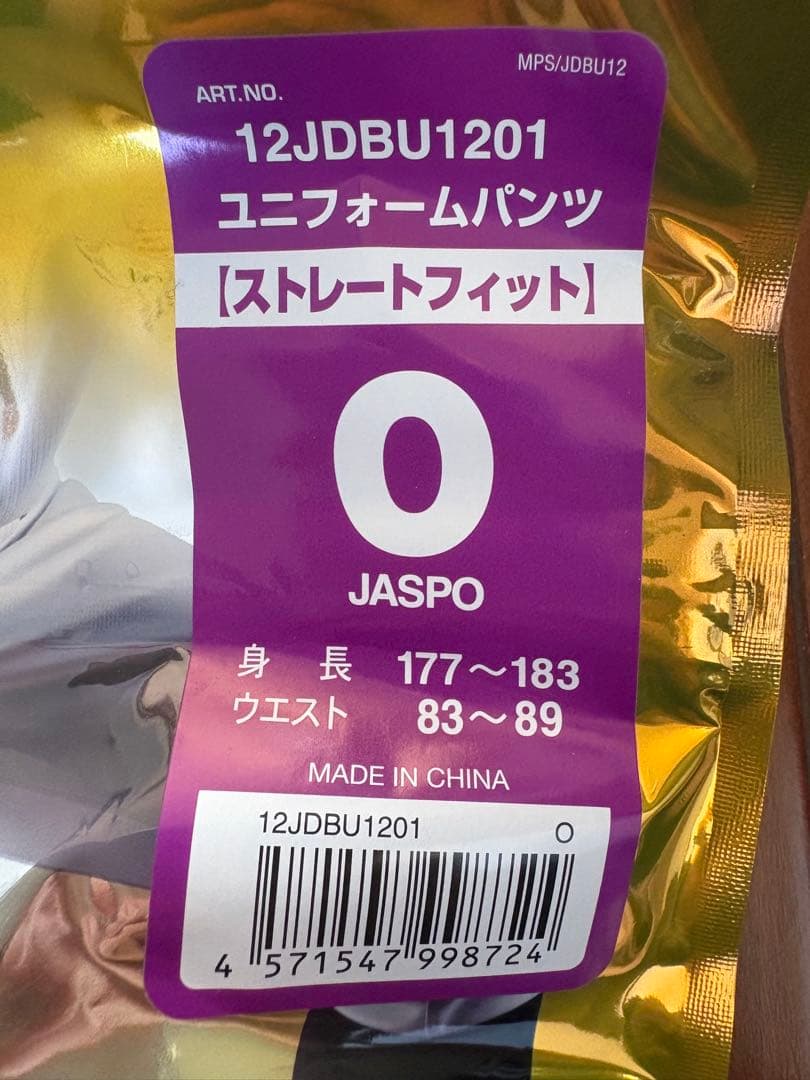 MPS/JDBU12
ART.NO.
12JDBU1201
ユニフォームパンツ
【ストレートフィット】
O
JASPO
身 長 177～183
ウエスト 83～89
MADE IN CHINA
12JDBU1201 O
4 571547 998724